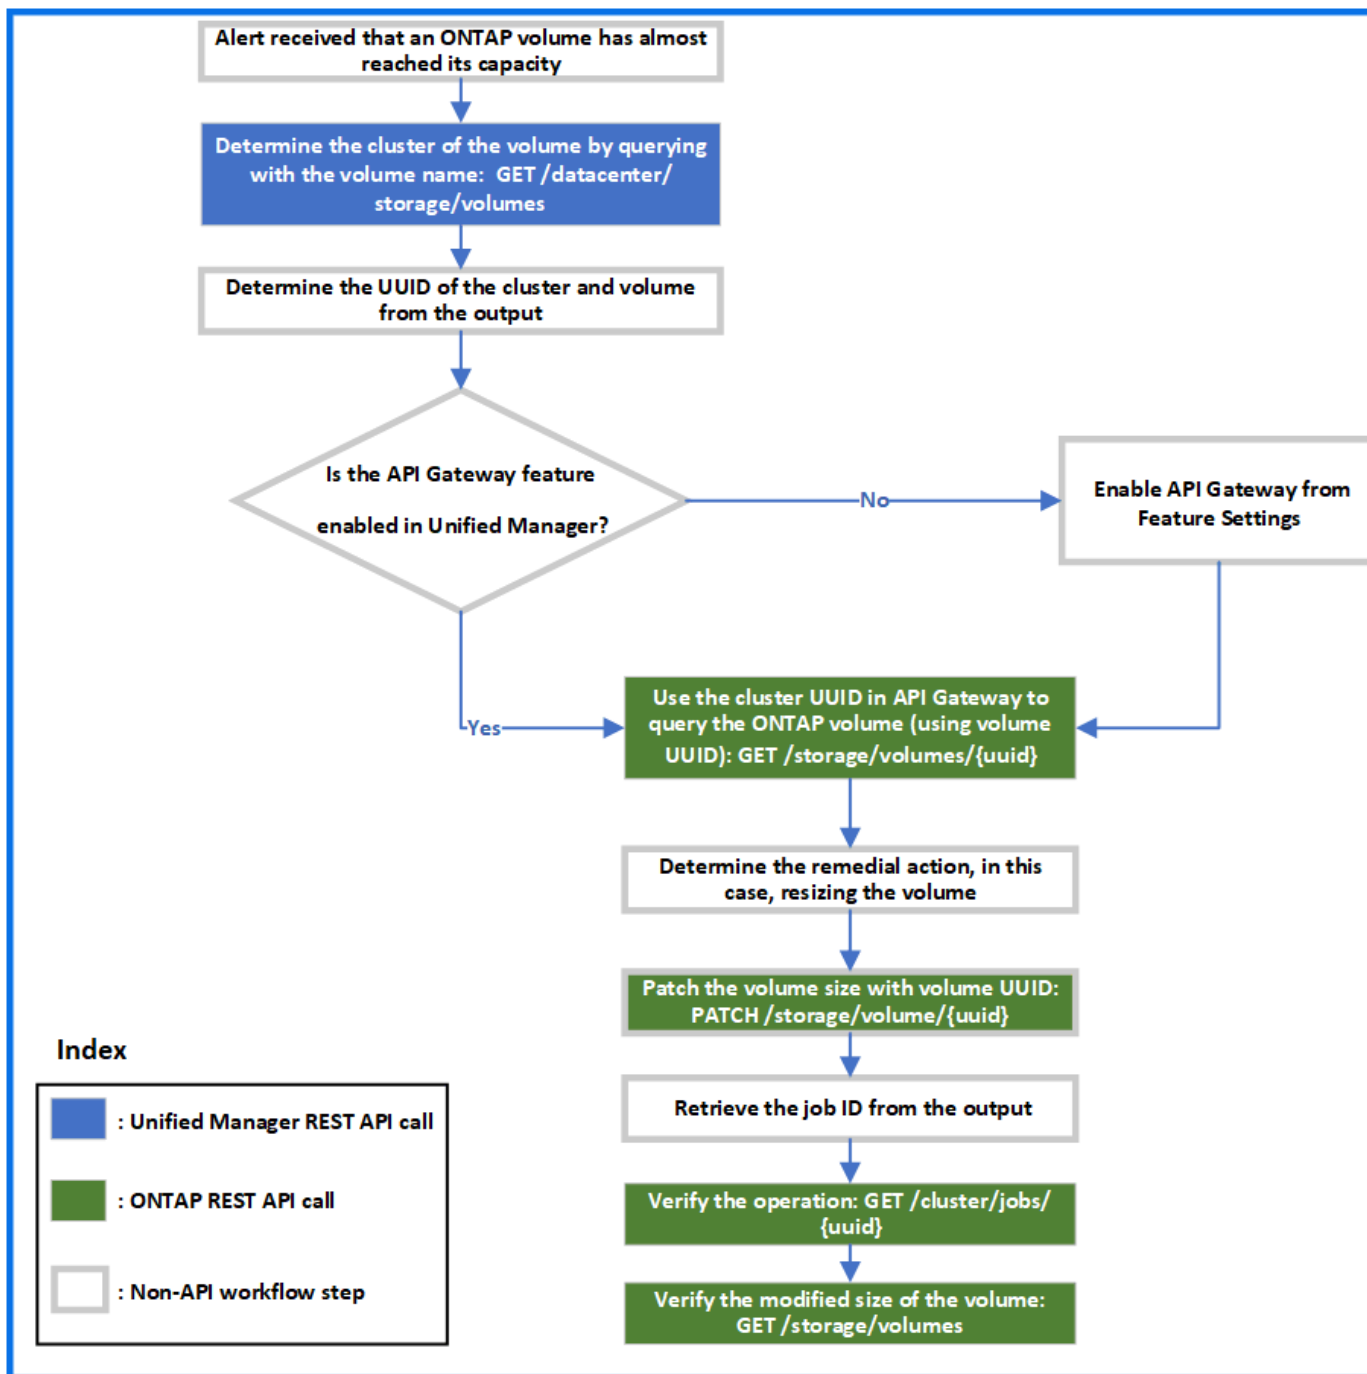 Alert received that an ONTAP volume has almost
reached its capacity
Determine the cluster of the volume by querying
with the volume name:  GET /datacenter/
storage/volumes
Determine the UUID of the cluster and volume
from the output
Is the API Gateway feature
enabled in Unified Manager?
No
Enable API Gateway from
Feature Settings
Yes
Use the cluster UUID in API Gateway to
query the ONTAP volume (using volume
UUID): GET /storage/volumes/{uuid}
Determine the remedial action, in this
case, resizing the volume
Patch the volume size with volume UUID:
PATCH /storage/volume/{uuid}
Retrieve the job ID from the output
Verify the operation: GET /cluster/jobs/
{uuid}
Verify the modified size of the volume:
GET /storage/volumes
Index
: Unified Manager REST API call
: ONTAP REST API call
: Non-API workflow step